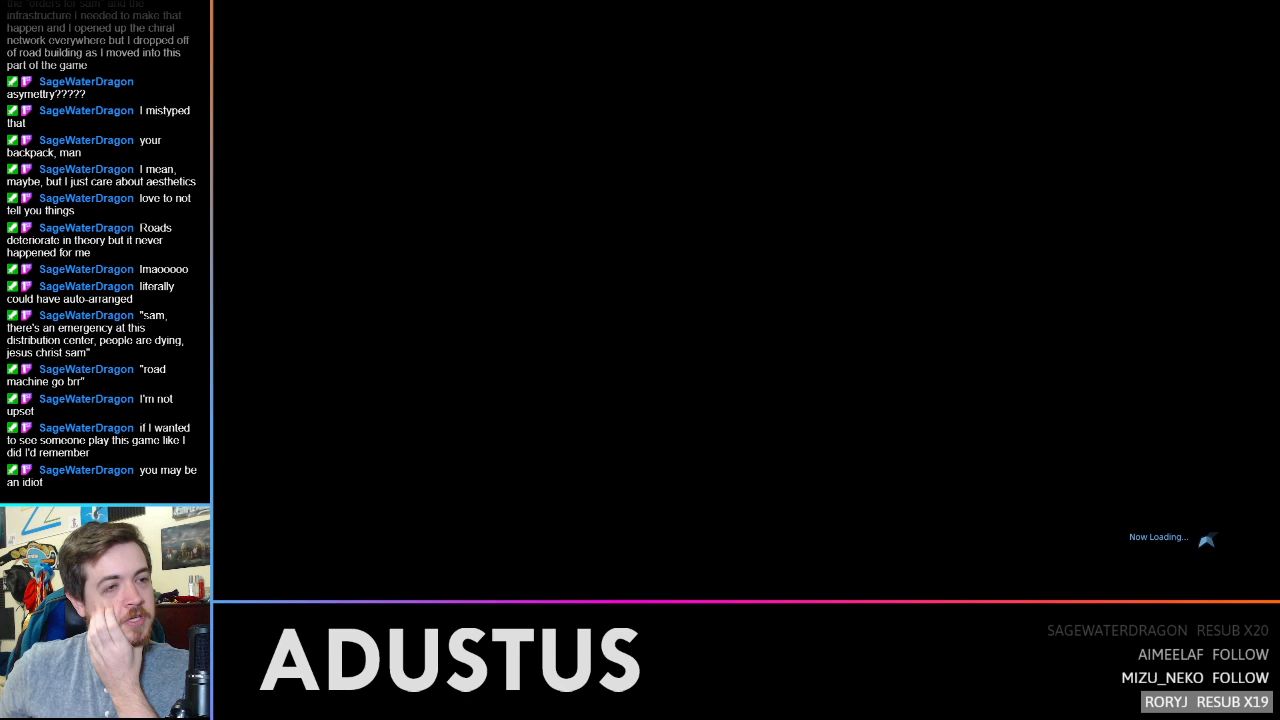 the "orders for sam" and the
infrastructure I needed to make that
happen and I opened up the chiral
network everywhere but I dropped off
of road building as I moved into this
part of the game
SageWaterDragon
asymettry?????
SageWaterDragon I mistyped
that
SageWaterDragon your
backpack, man
SageWaterDragon I mean,
maybe, but I just care about aesthetics
SageWaterDragon love to not
tell you things
SageWaterDragon Roads
deteriorate in theory but it never
happened for me
SageWaterDragon lmaooooo
SageWaterDragon literally
could have auto-arranged
SageWaterDragon "sam,
there's an emergency at this
distribution center, people are dying,
jesus christ sam"
SageWaterDragon "road
machine go brr"
SageWaterDragon I'm not
upset
SageWaterDragon if I wanted
to see someone play this game like I
did I'd remember
SageWaterDragon you may be
an idiot
Now Loading...
ADUSTUS
SAGEWATERDRAGON RESUB X20
AIMEELAF FOLLOW
MIZU_NEKO FOLLOW
RORYJ RESUB X19